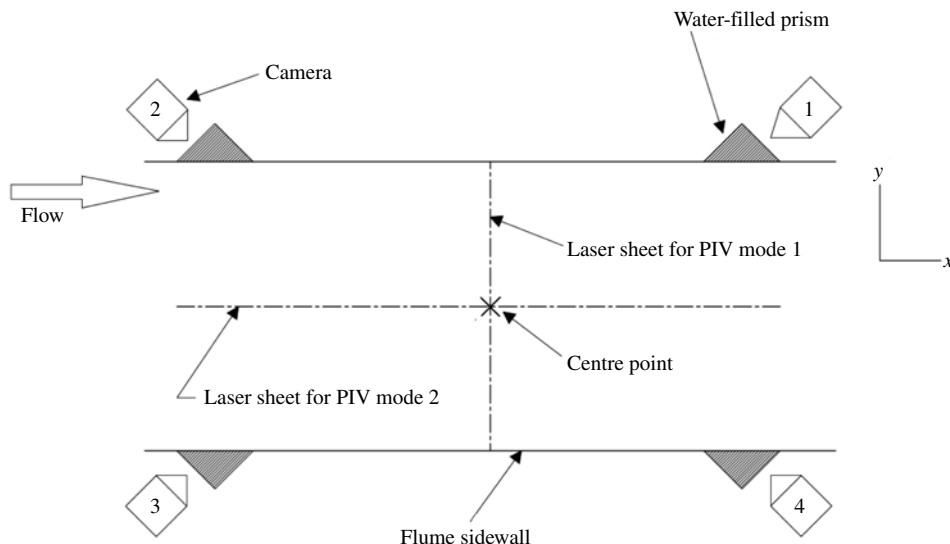 Water-filled prism
Camera
2
1
y
Flow
Laser sheet for PIV mode 1
x
Centre point
Laser sheet for PIV mode 2
3
4
Flume sidewall